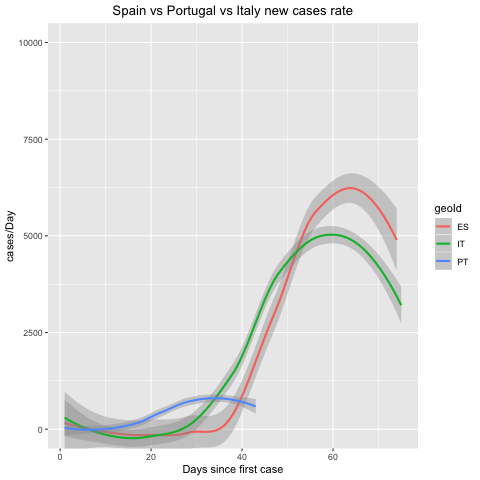 Spain vs Portugal vs Italy new cases rate
10000
7500
5000
2500
0
cases/Day
0 20 40 60
Days since first case
geoId
ES
IT
PT